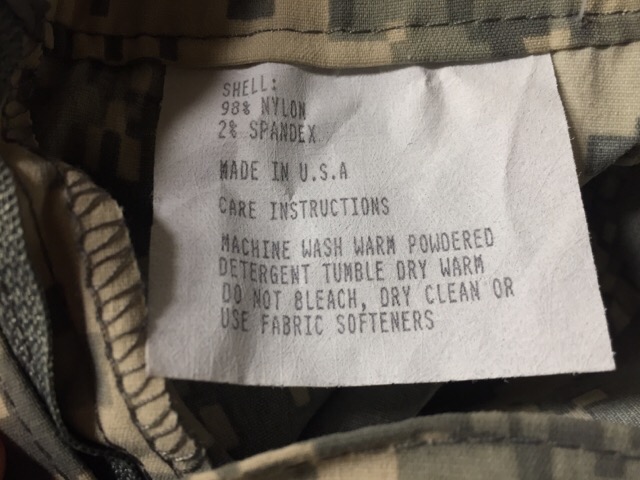 SHELL:
98% NYLON
2% SPANDEX
MADE IN U.S.A
CARE INSTRUCTIONS
MACHINE WASH WARM POWDERED
DETERGENT TUMBLE DRY WARM
DO NOT BLEACH, DRY CLEAN OR
USE FABRIC SOFTENERS